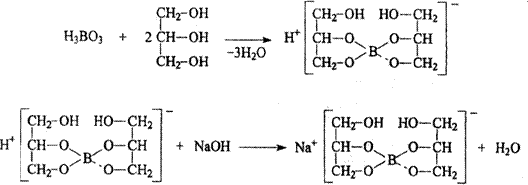 CH₂—OH CH₂—OH HO—CH₂ −
H₃BO₃ + 2 CH—OH → H⁺ [ CH—O B O—CH ]
CH₂—OH −3H₂O CH₂—O O—CH₂
CH₂—OH HO—CH₂ − CH₂—OH HO—CH₂ −
H⁺ [ CH—O B O—CH ] + NaOH → Na⁺ [ CH—O B O—CH ] + H₂O
CH₂—O O—CH₂ CH₂—O O—CH₂